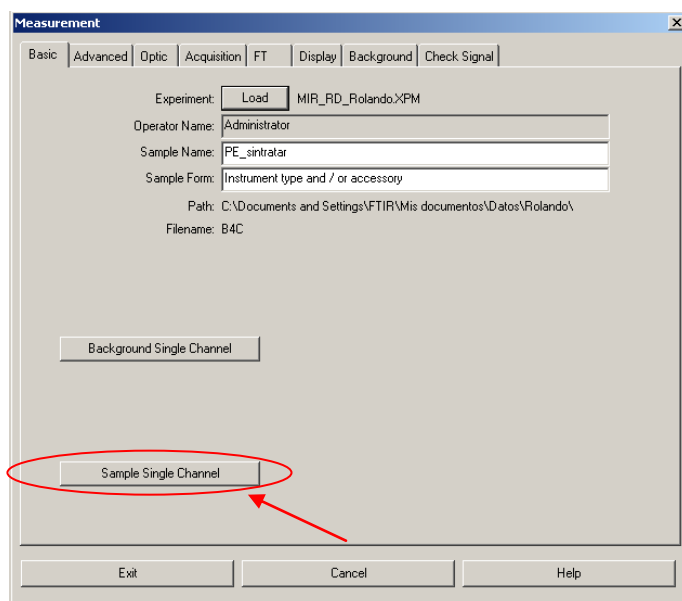 Measurement
Basic Advanced Optic Acquisition FT Display Background Check Signal
Experiment: Load MIR_RD_Rolando.XPM
Operator Name: Administrator
Sample Name: PE_sintratar
Sample Form: Instrument type and / or accessory
Path: C:\Documents and Settings\FTIR\Mis documentos\Datos\Rolando\
Filename: B4C
Background Single Channel
Sample Single Channel
Exit Cancel Help